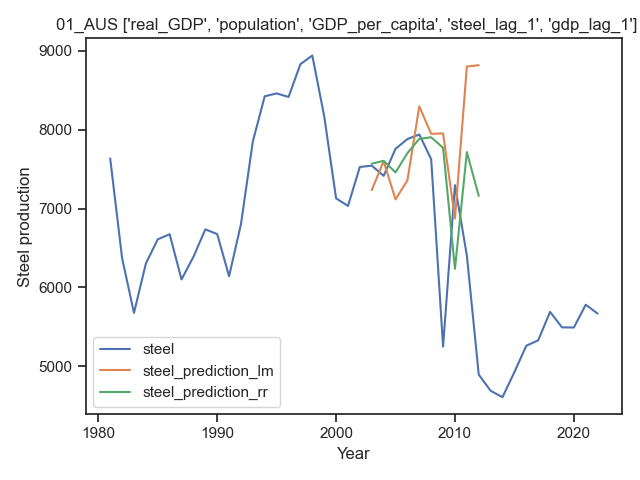 01_AUS ['real_GDP', 'population', 'GDP_per_capita', 'steel_lag_1', 'gdp_lag_1']
9000
8000
7000
6000
5000
Steel production
steel
steel_prediction_lm
steel_prediction_rr
1980
1990
2000
2010
2020
Year